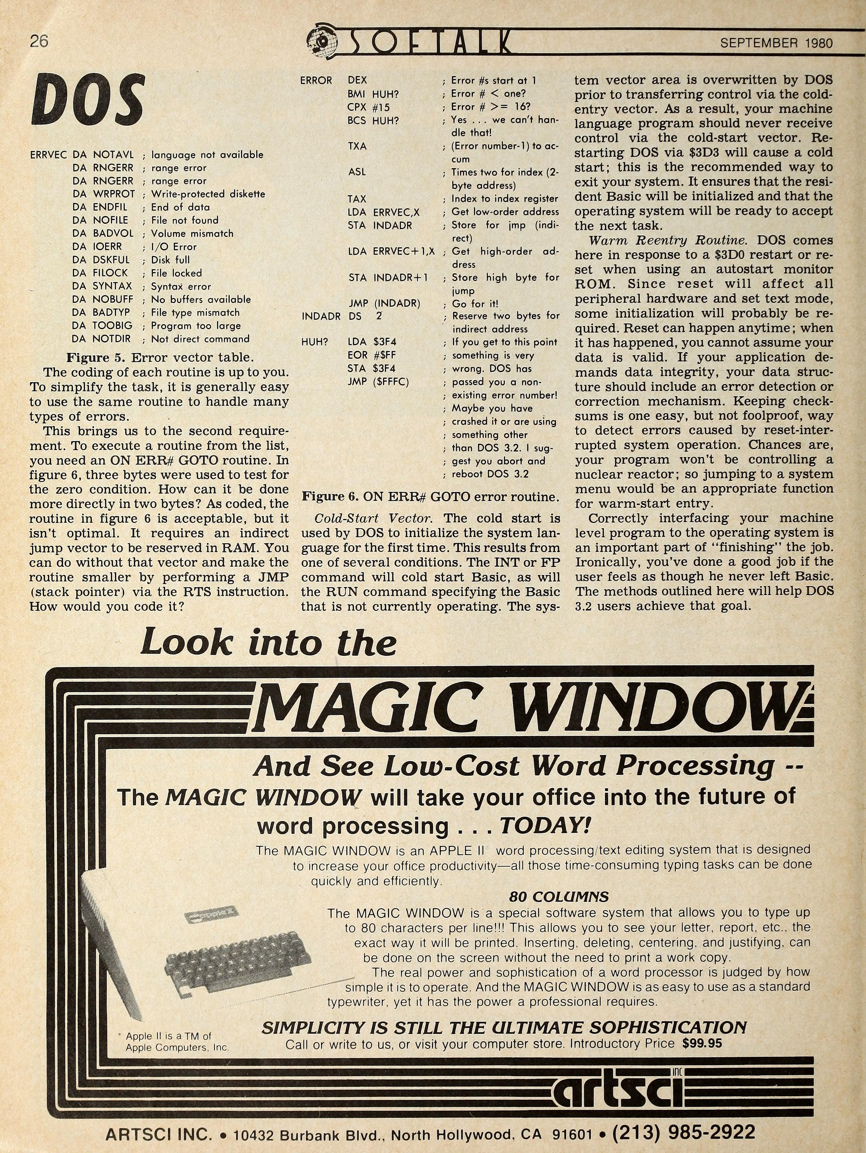 26
SOFTALK
SEPTEMBER 1980
DOS
ERRVEC DA NOTAVL ; language not available
DA RNGERR ; range error
DA RNGERR ; range error
DA WRPROT ; Write-protected diskette
DA ENDFIL ; End of data
DA NOFILE ; File not found
DA BADVOL ; Volume mismatch
DA IOERR ; I/O Error
DA DSKFUL ; Disk full
DA FILOCK ; File locked
DA SYNTAX ; Syntax error
DA NOBUFF ; No buffers available
DA BADTYP ; File type mismatch
DA TOOBIG ; Program too large
DA NOTDIR ; Not direct command
Figure 5. Error vector table.
The coding of each routine is up to you.
To simplify the task, it is generally easy
to use the same routine to handle many
types of errors.
This brings us to the second require-
ment. To execute a routine from the list,
you need an ON ERR# GOTO routine. In
figure 6, three bytes were used to test for
the zero condition. How can it be done
more directly in two bytes? As coded, the
routine in figure 6 is acceptable, but it
isn't optimal. It requires an indirect
jump vector to be reserved in RAM. You
can do without that vector and make the
routine smaller by performing a JMP
(stack pointer) via the RTS instruction.
How would you code it?
ERROR DEX ; Error #s start at 1
BMI HUH? ; Error # < one?
CPX #15 ; Error # >= 16?
BCS HUH? ; Yes . . . we can't han-
dle that!
TXA ; (Error number-1) to ac-
cum
ASL ; Times two for index (2-
byte address)
TAX ; Index to index register
LDA ERRVEC,X ; Get low-order address
STA INDADR ; Store for jmp (indi-
rect)
LDA ERRVEC+1,X ; Get high-order ad-
dress
STA INDADR+1 ; Store high byte for
jump
JMP (INDADR) ; Go for it!
INDADR DS 2 ; Reserve two bytes for
indirect address
HUH? LDA $3F4 ; If you get to this point
EOR #$FF ; something is very
STA $3F4 ; wrong. DOS has
JMP ($FFFC) ; passed you a non-
; existing error number!
; Maybe you have
; crashed it or are using
; something other
; than DOS 3.2. I sug-
; gest you abort and
; reboot DOS 3.2
Figure 6. ON ERR# GOTO error routine.
Cold-Start Vector. The cold start is
used by DOS to initialize the system lan-
guage for the first time. This results from
one of several conditions. The INT or FP
command will cold start Basic, as will
the RUN command specifying the Basic
that is not currently operating. The sys-
tem vector area is overwritten by DOS
prior to transferring control via the cold-
entry vector. As a result, your machine
language program should never receive
control via the cold-start vector. Re-
starting DOS via $3D3 will cause a cold
start; this is the recommended way to
exit your system. It ensures that the resi-
dent Basic will be initialized and that the
operating system will be ready to accept
the next task.
Warm Reentry Routine. DOS comes
here in response to a $3D0 restart or re-
set when using an autostart monitor
ROM. Since reset will affect all
peripheral hardware and set text mode,
some initialization will probably be re-
quired. Reset can happen anytime; when
it has happened, you cannot assume your
data is valid. If your application de-
mands data integrity, your data struc-
ture should include an error detection or
correction mechanism. Keeping check-
sums is one easy, but not foolproof, way
to detect errors caused by reset-inter-
rupted system operation. Chances are,
your program won't be controlling a
nuclear reactor; so jumping to a system
menu would be an appropriate function
for warm-start entry.
Correctly interfacing your machine
level program to the operating system is
an important part of "finishing" the job.
Ironically, you've done a good job if the
user feels as though he never left Basic.
The methods outlined here will help DOS
3.2 users achieve that goal.
Look into the
MAGIC WINDOW
And See Low-Cost Word Processing --
The MAGIC WINDOW will take your office into the future of
word processing . . . TODAY!
The MAGIC WINDOW is an APPLE II word processing/text editing system that is designed
to increase your office productivity—all those time-consuming typing tasks can be done
quickly and efficiently.
80 COLUMNS
The MAGIC WINDOW is a special software system that allows you to type up
to 80 characters per line!!! This allows you to see your letter, report, etc., the
exact way it will be printed. Inserting, deleting, centering, and justifying, can
be done on the screen without the need to print a work copy.
The real power and sophistication of a word processor is judged by how
simple it is to operate. And the MAGIC WINDOW is as easy to use as a standard
typewriter, yet it has the power a professional requires.
* Apple II is a TM of
Apple Computers, Inc.
SIMPLICITY IS STILL THE ULTIMATE SOPHISTICATION
Call or write to us, or visit your computer store. Introductory Price $99.95
artsci INC
ARTSCI INC. • 10432 Burbank Blvd., North Hollywood, CA 91601 • (213) 985-2922